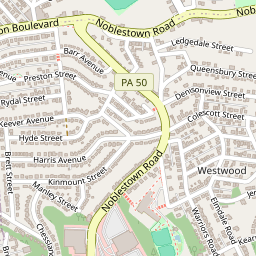 on Boulevard
Noblestown Road
Noble
Ledgedale Street
Barr Avenue
Preston Street
Queensbury Street
PA 50
Rydal Street
Densonview Street
Keever Avenue
Colescott Street
Hyde Street
Harris Avenue
Noblestown Road
Westwood
Brett Street
Kinmount Street
Manley Street
Elmdale Road
Warriors Road